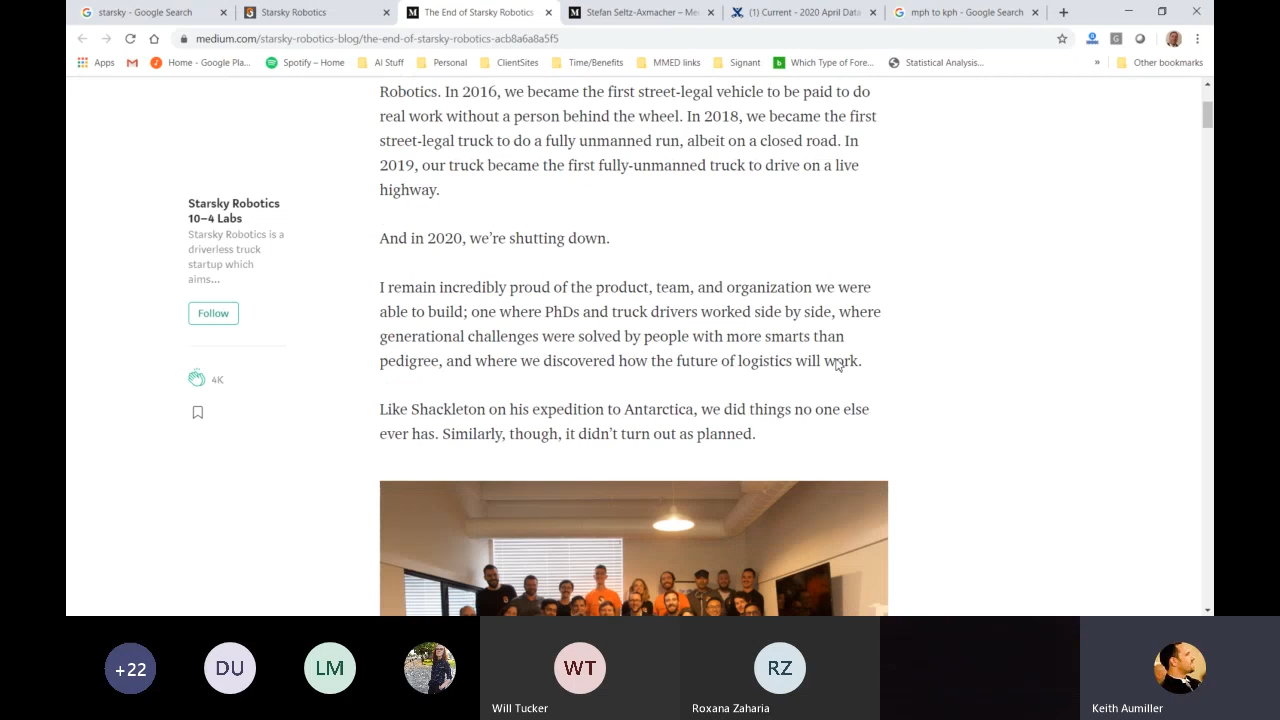 starsky - Google Search
Starsky Robotics
The End of Starsky Robotics
Stefan Seltz-Axmacher – Me
(1) Current - 2020 April Data
mph to kph - Google Search
medium.com/starsky-robotics-blog/the-end-of-starsky-robotics-acb8a6a8a5f5
Apps
Home - Google Pla...
Spotify – Home
AI Stuff
Personal
ClientSites
Time/Benefits
MMED links
Signant
Which Type of Fore...
Statistical Analysis...
»
Other bookmarks
Robotics. In 2016, we became the first street-legal vehicle to be paid to do
real work without a person behind the wheel. In 2018, we became the first
street-legal truck to do a fully unmanned run, albeit on a closed road. In
2019, our truck became the first fully-unmanned truck to drive on a live
highway.
Starsky Robotics
10–4 Labs
Starsky Robotics is a
driverless truck
startup which
aims...
Follow
4K
And in 2020, we’re shutting down.
I remain incredibly proud of the product, team, and organization we were
able to build; one where PhDs and truck drivers worked side by side, where
generational challenges were solved by people with more smarts than
pedigree, and where we discovered how the future of logistics will work.
Like Shackleton on his expedition to Antarctica, we did things no one else
ever has. Similarly, though, it didn’t turn out as planned.
+22
DU
LM
WT
Will Tucker
RZ
Roxana Zaharia
Keith Aumiller